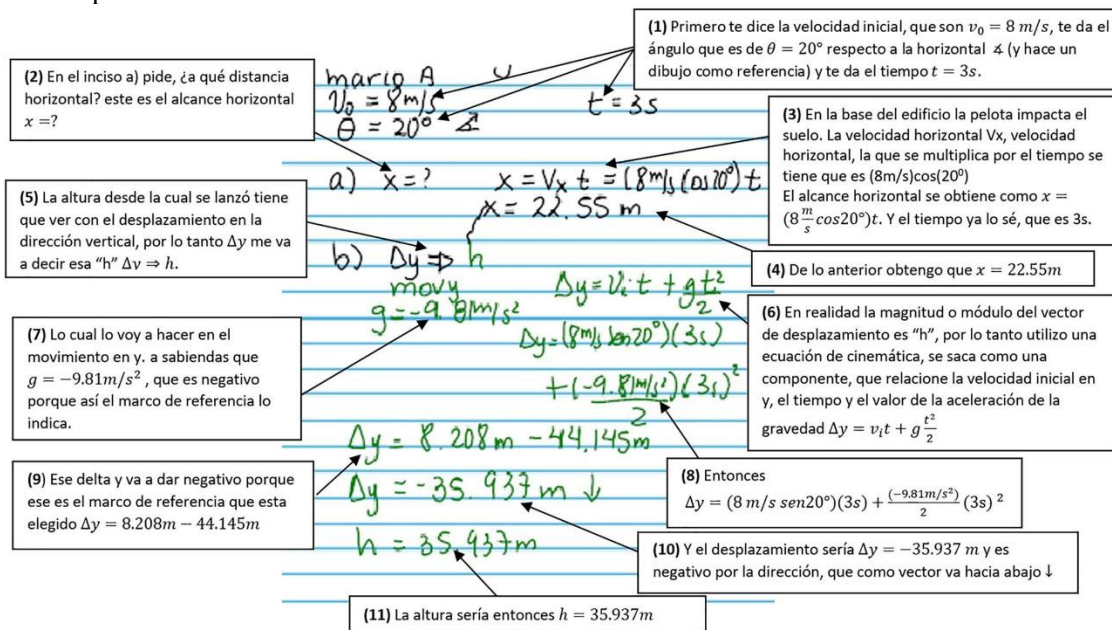 (1) Primero te dice la velocidad inicial, que son v₀ = 8 m/s, te da el
ángulo que es de θ = 20° respecto a la horizontal ∡ (y hace un
dibujo como referencia) y te da el tiempo t = 3s.
(2) En el inciso a) pide, ¿a qué distancia
horizontal? este es el alcance horizontal
x =?
mario A
V₀ = 8m/s
t = 3s
θ = 20° ∡
(3) En la base del edificio la pelota impacta el
suelo. La velocidad horizontal Vx, velocidad
horizontal, la que se multiplica por el tiempo se
tiene que es (8m/s)cos(20⁰)
El alcance horizontal se obtiene como x =
(8 m/s cos20°)t. Y el tiempo ya lo sé, que es 3s.
a) x = ? x = Vx t = (8m/s cos20°) t
x = 22.55 m
(4) De lo anterior obtengo que x = 22.55m
(5) La altura desde la cual se lanzó tiene
que ver con el desplazamiento en la
dirección vertical, por lo tanto Δy me va
a decir esa "h" Δy ⇒ h.
b) Δy ⇒ h
mov y
g = -9.81m/s²
Δy = Vi t + gt²/2
Δy = (8m/s sen20°)(3s)
+ (-9.81m/s²)(3s)²
2
(6) En realidad la magnitud o módulo del vector
de desplazamiento es "h", por lo tanto utilizo una
ecuación de cinemática, se saca como una
componente, que relacione la velocidad inicial en
y, el tiempo y el valor de la aceleración de la
gravedad Δy = vᵢt + g t²/2
(7) Lo cual lo voy a hacer en el
movimiento en y. a sabiendas que
g = −9.81m/s² , que es negativo
porque así el marco de referencia lo
indica.
Δy = 8.208m - 44.145m
(8) Entonces
Δy = (8 m/s sen20°)(3s) + (−9.81m/s²)/2 (3s) ²
(9) Ese delta y va a dar negativo porque
ese es el marco de referencia que esta
elegido Δy = 8.208m − 44.145m
Δy = -35.937 m ↓
h = 35.937m
(10) Y el desplazamiento sería Δy = −35.937 m y es
negativo por la dirección, que como vector va hacia abajo ↓
(11) La altura sería entonces h = 35.937m